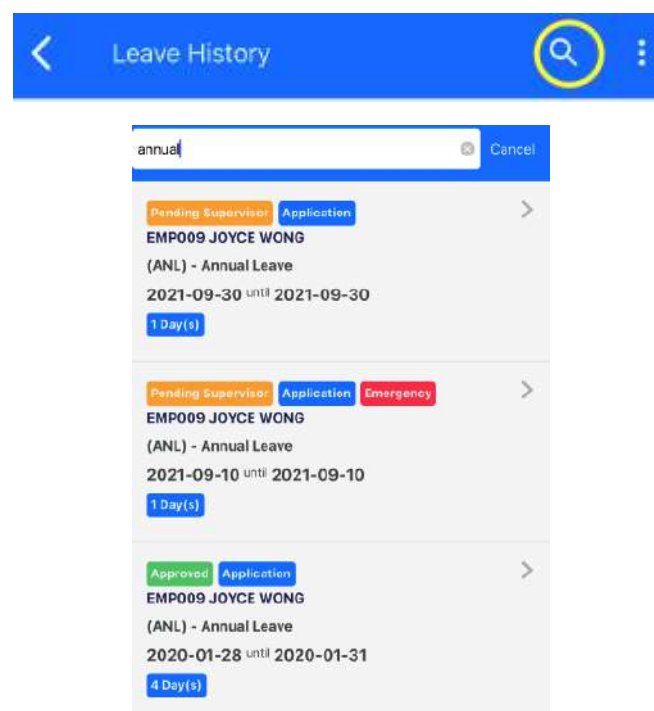 Leave History
annual
Cancel
Pending Supervisor Application
EMP009 JOYCE WONG
(ANL) - Annual Leave
2021-09-30 until 2021-09-30
1 Day(s)
Pending Supervisor Application Emergency
EMP009 JOYCE WONG
(ANL) - Annual Leave
2021-09-10 until 2021-09-10
1 Day(s)
Approved Application
EMP009 JOYCE WONG
(ANL) - Annual Leave
2020-01-28 until 2020-01-31
4 Day(s)